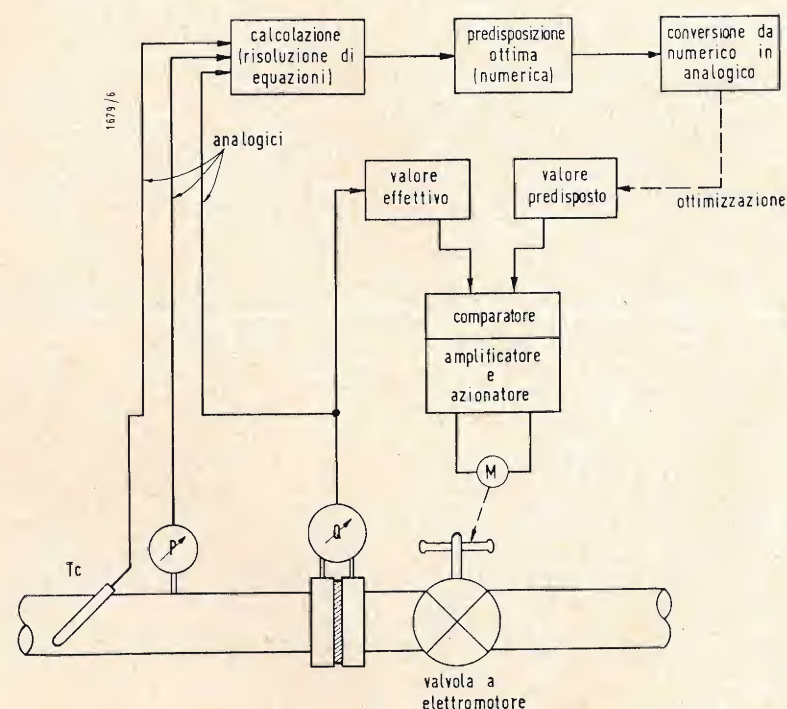 calcolazione
(risoluzione di
equazioni)
predisposizione
ottima
(numerica)
conversione da
numerico in
analogico
1679/6
analogici
valore
effettivo
valore
predisposto
ottimizzazione
comparatore
amplificatore
e
azionatore
M
Q
P
Tc
valvola a
elettromotore